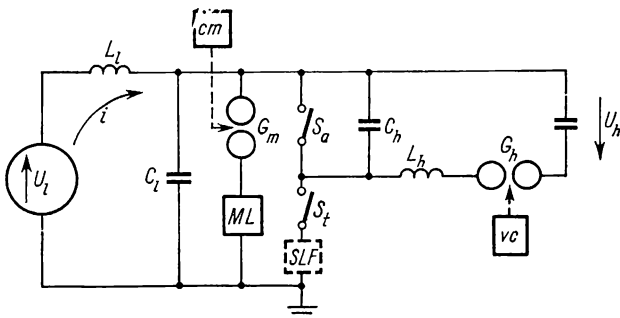 cm
L_l
i
G_m
S_a
C_h
U_h
L_h
G_h
U_l
C_l
ML
S_t
vc
SLF